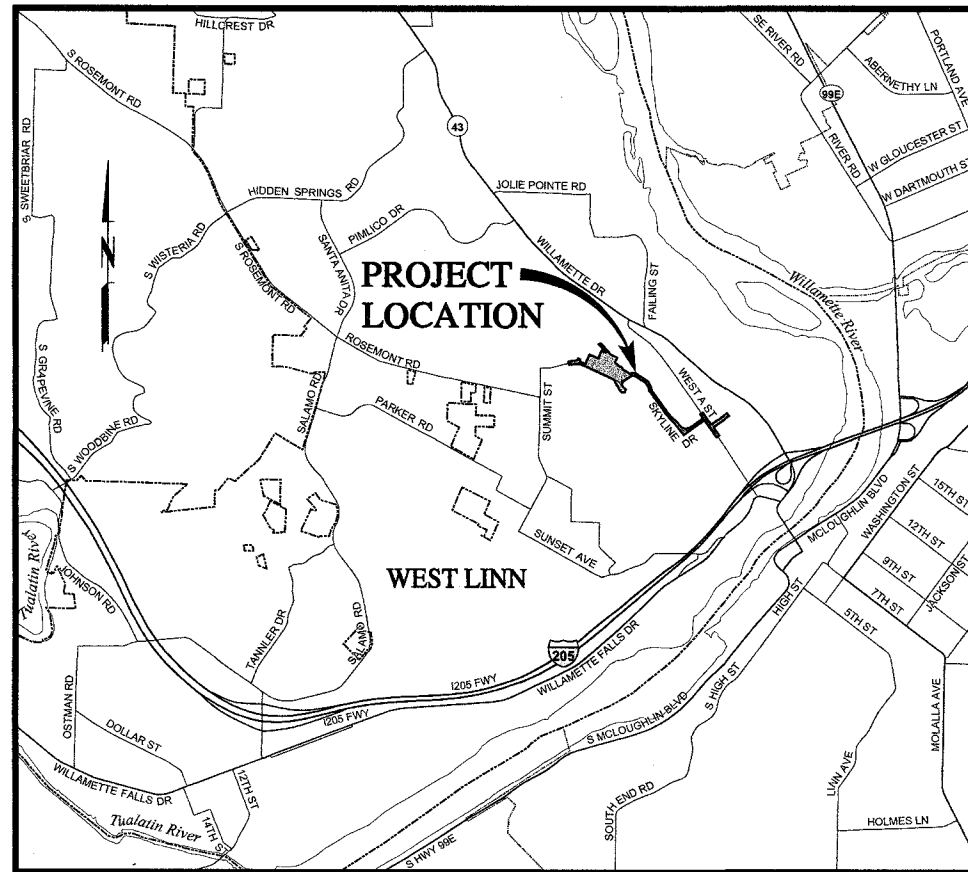 HILLCREST DR
S ROSEMONT RD
SE RIVER RD
ABERNETHY LN
PORTLAND AVE
99E
43
RIVER RD
W GLOUCESTER ST
W DARTMOUTH ST
S SWEETBRIAR RD
HIDDEN SPRINGS RD
JOLIE POINTE RD
S WISTERIA RD
SANTA ANITA DR
PIMLICO DR
S ROSEMONT RD
N
WILLAMETTE DR
Willamette River
FAILING ST
PROJECT
LOCATION
ROSEMONT RD
S GRAPEVINE RD
SALAMO RD
PARKER RD
SUMMIT ST
WEST A ST
SKYLINE DR
S WOODBINE RD
SUNSET AVE
MCLOUGHLIN BLVD
WASHINGTON ST
15TH ST
12TH ST
9TH ST
7TH ST
5TH ST
JACKSON ST
HIGH ST
Tualatin River
JOHNSON RD
WEST LINN
TANNLER DR
SALAMO RD
205
I205 FWY
I205 FWY
WILLAMETTE FALLS DR
S HIGH ST
S MCLOUGHLIN BLVD
MOLALLA AVE
OSTMAN RD
DOLLAR ST
12TH ST
14TH ST
WILLAMETTE FALLS DR
Tualatin River
SOUTH END RD
LINN AVE
HOLMES LN
S HWY 99E